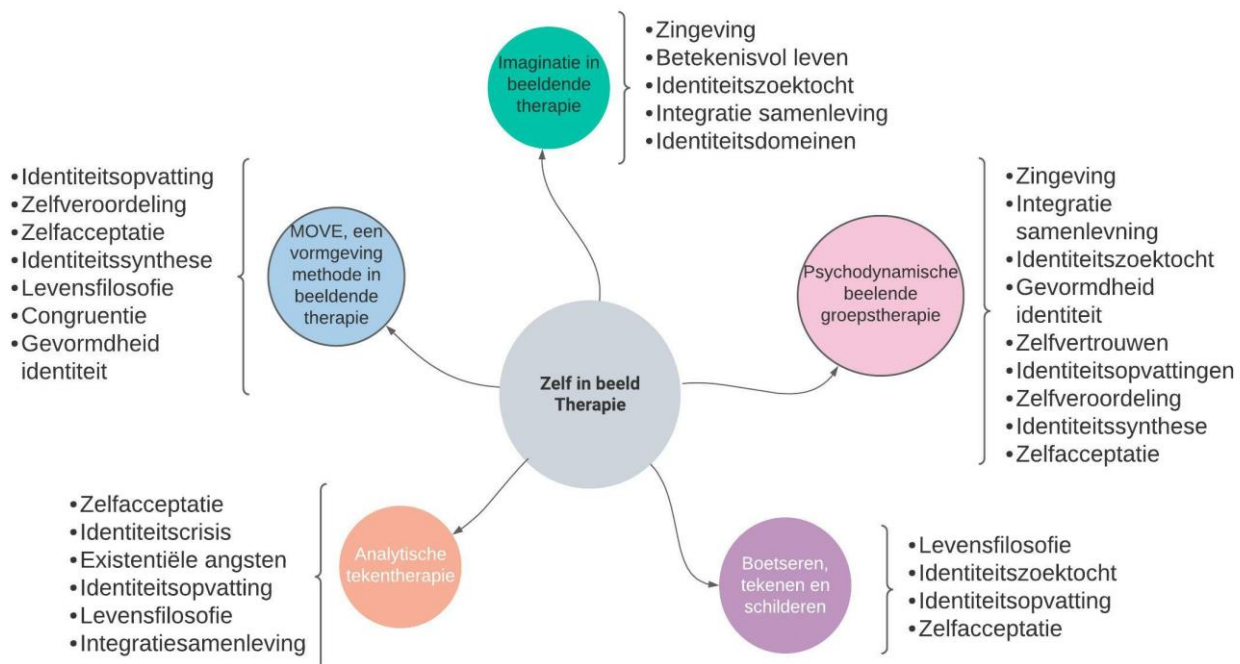 Imaginatie in
beeldende
therapie
•Zingeving
•Betekenisvol leven
•Identiteitszoektocht
•Integratie samenleving
•Identiteitsdomeinen
•Identiteitsopvatting
•Zelfveroordeling
•Zelfacceptatie
•Identiteitssynthese
•Levensfilosofie
•Congruentie
•Gevormdheid
identiteit
MOVE, een
vormgeving
methode in
beeldende
therapie
Psychodynamische
beelende
groepstherapie
•Zingeving
•Integratie
samenlevning
•Identiteitszoektocht
•Gevormdheid
identiteit
•Zelfvertrouwen
•Identiteitsopvattingen
•Zelfveroordeling
•Identiteitssynthese
•Zelfacceptatie
Zelf in beeld
Therapie
•Zelfacceptatie
•Identiteitscrisis
•Existentiële angsten
•Identiteitsopvatting
•Levensfilosofie
•Integratiesamenleving
Analytische
tekentherapie
Boetseren,
tekenen en
schilderen
•Levensfilosofie
•Identiteitszoektocht
•Identiteitsopvatting
•Zelfacceptatie